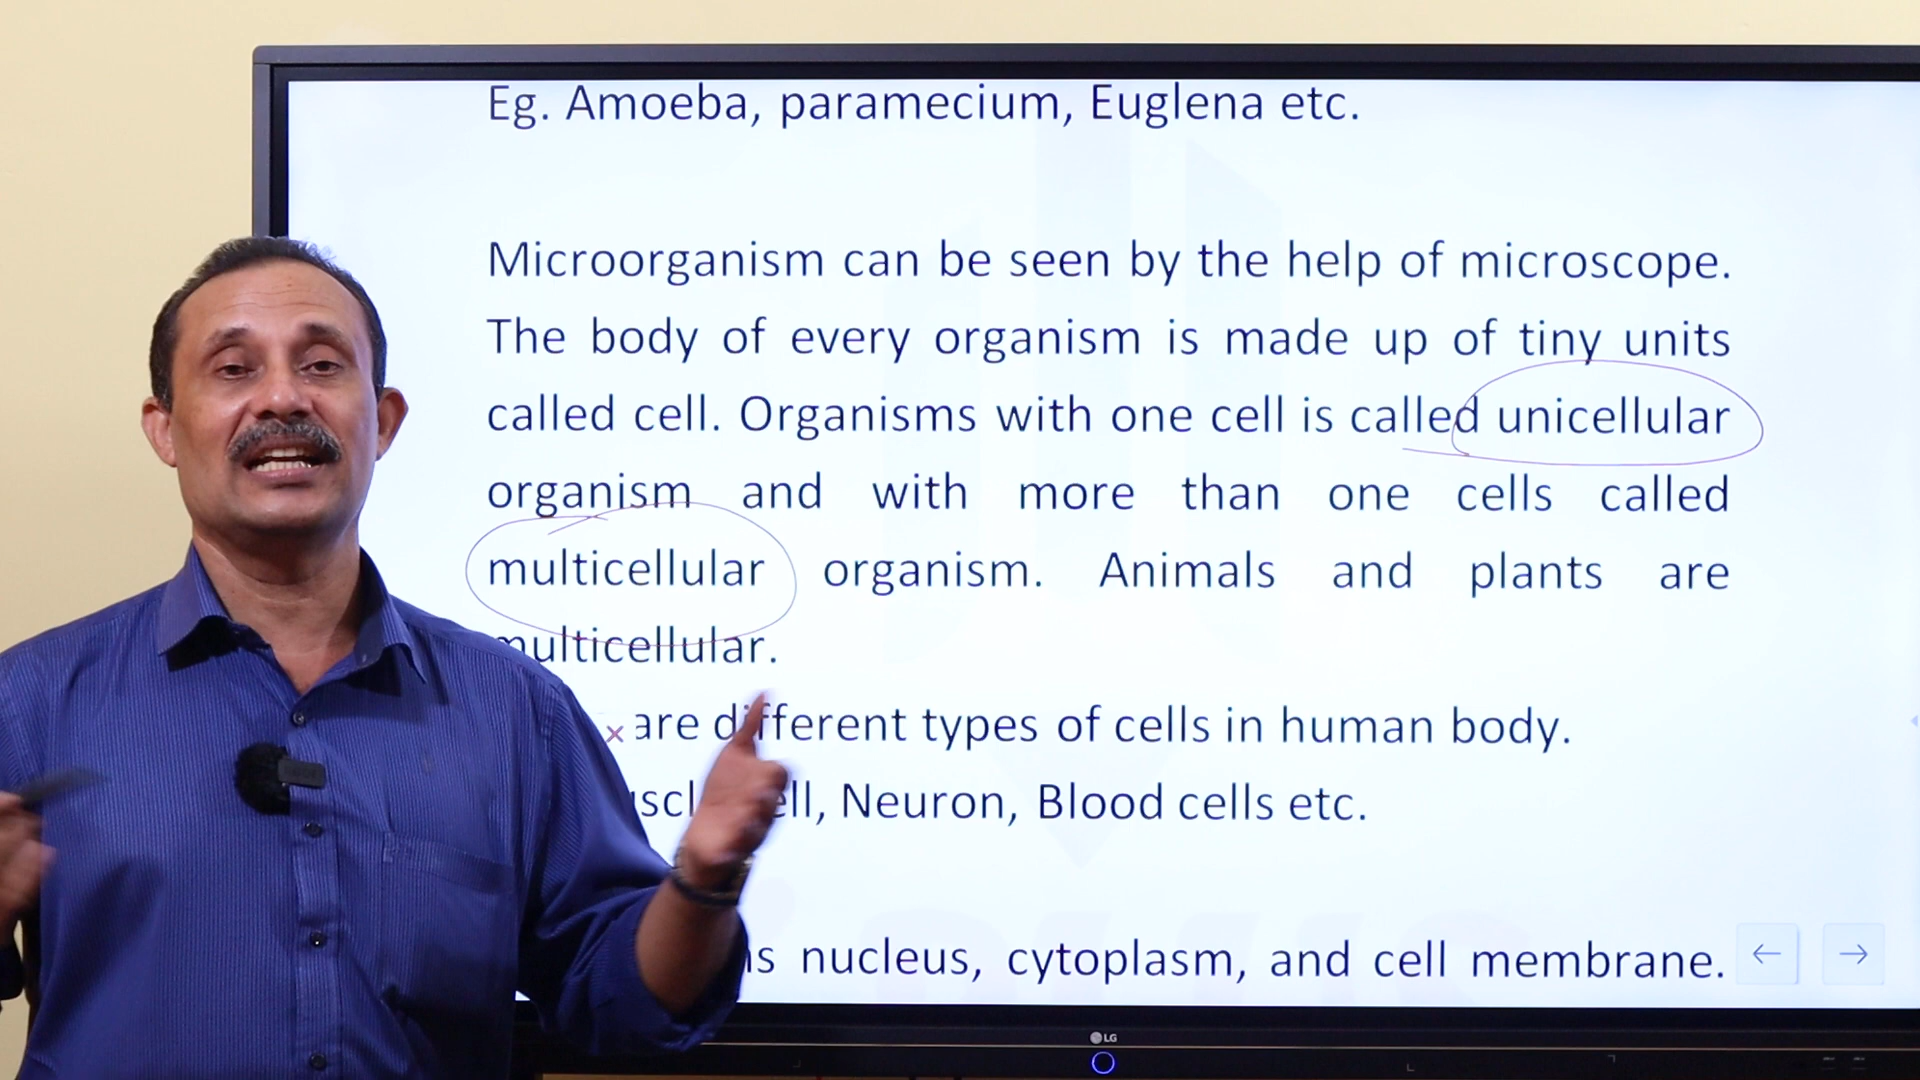 Eg. Amoeba, paramecium, Euglena etc.
Microorganism can be seen by the help of microscope.
The body of every organism is made up of tiny units
called cell. Organisms with one cell is called unicellular
organism and with more than one cells called
multicellular organism. Animals and plants are
multicellular.
are different types of cells in human body.
Neuron, Blood cells etc.
nucleus, cytoplasm, and cell membrane.
LG